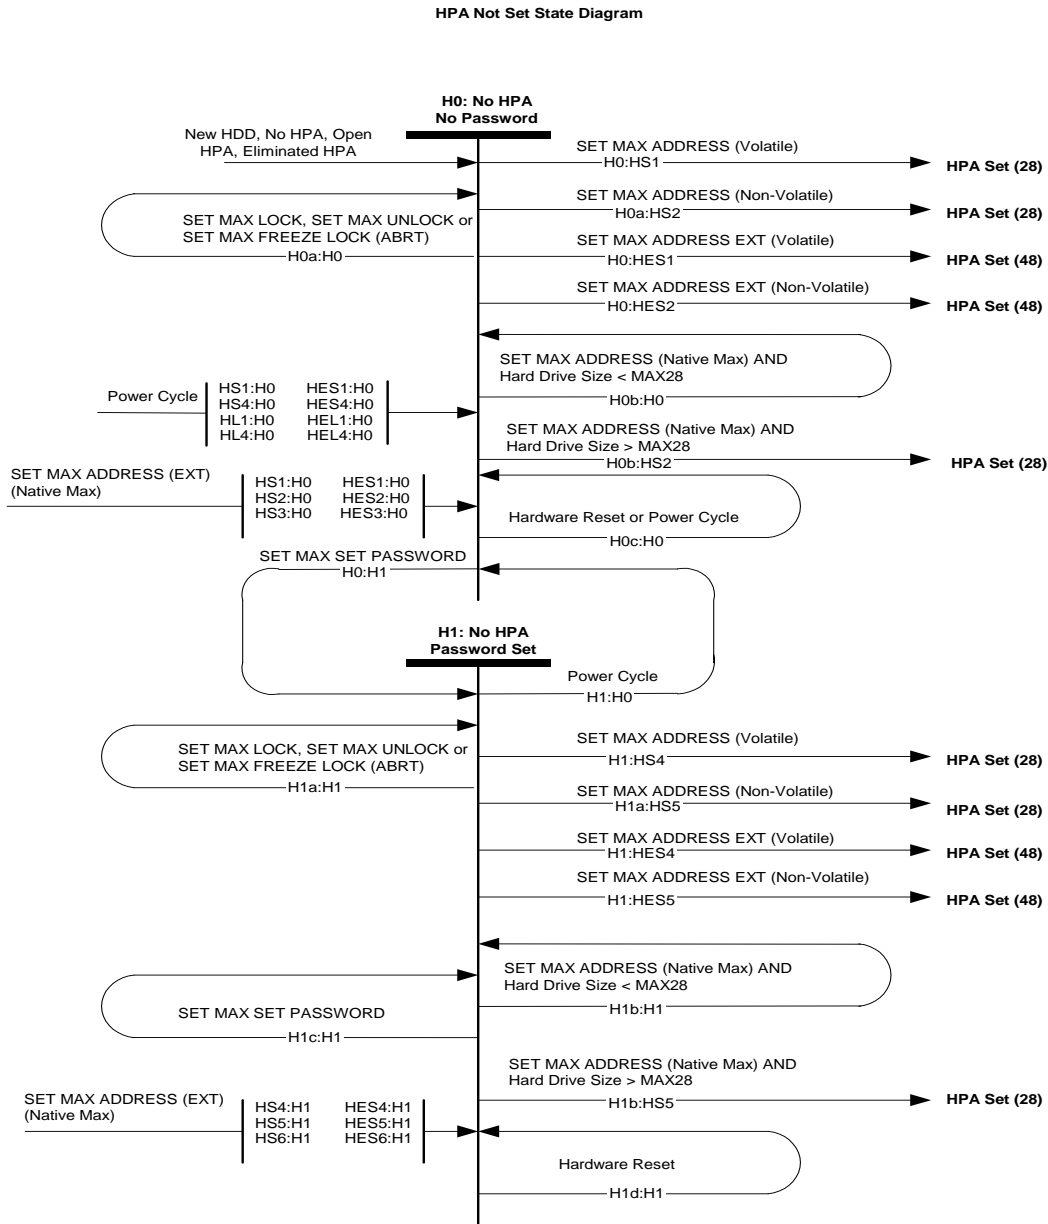 HPA Not Set State Diagram
H0: No HPA
No Password
New HDD, No HPA, Open
HPA, Eliminated HPA
SET MAX ADDRESS (Volatile)
H0:HS1
HPA Set (28)
SET MAX ADDRESS (Non-Volatile)
H0a:HS2
HPA Set (28)
SET MAX LOCK, SET MAX UNLOCK or
SET MAX FREEZE LOCK (ABRT)
H0a:H0
SET MAX ADDRESS EXT (Volatile)
H0:HES1
HPA Set (48)
SET MAX ADDRESS EXT (Non-Volatile)
H0:HES2
HPA Set (48)
SET MAX ADDRESS (Native Max) AND
Hard Drive Size < MAX28
H0b:H0
Power Cycle
HS1:H0 HES1:H0
HS4:H0 HES4:H0
HL1:H0 HEL1:H0
HL4:H0 HEL4:H0
SET MAX ADDRESS (Native Max) AND
Hard Drive Size > MAX28
H0b:HS2
HPA Set (28)
SET MAX ADDRESS (EXT)
(Native Max)
HS1:H0 HES1:H0
HS2:H0 HES2:H0
HS3:H0 HES3:H0
Hardware Reset or Power Cycle
H0c:H0
SET MAX SET PASSWORD
H0:H1
H1: No HPA
Password Set
Power Cycle
H1:H0
SET MAX LOCK, SET MAX UNLOCK or
SET MAX FREEZE LOCK (ABRT)
H1a:H1
SET MAX ADDRESS (Volatile)
H1:HS4
HPA Set (28)
SET MAX ADDRESS (Non-Volatile)
H1a:HS5
HPA Set (28)
SET MAX ADDRESS EXT (Volatile)
H1:HES4
HPA Set (48)
SET MAX ADDRESS EXT (Non-Volatile)
H1:HES5
HPA Set (48)
SET MAX ADDRESS (Native Max) AND
Hard Drive Size < MAX28
H1b:H1
SET MAX SET PASSWORD
H1c:H1
SET MAX ADDRESS (Native Max) AND
Hard Drive Size > MAX28
H1b:HS5
HPA Set (28)
SET MAX ADDRESS (EXT)
(Native Max)
HS4:H1 HES4:H1
HS5:H1 HES5:H1
HS6:H1 HES6:H1
Hardware Reset
H1d:H1